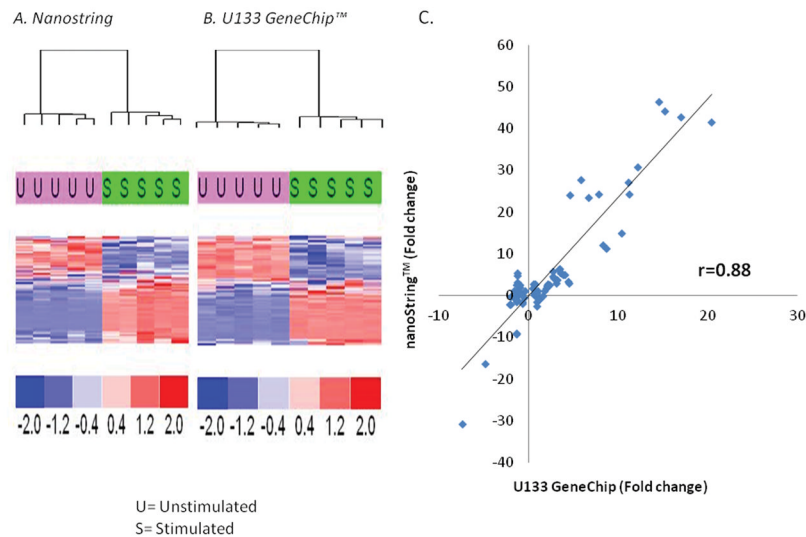 A. Nanostring
B. U133 GeneChip™
C.
U U U U U S S S S S
U U U U U S S S S S
-2.0 -1.2 -0.4 0.4 1.2 2.0
-2.0 -1.2 -0.4 0.4 1.2 2.0
U= Unstimulated
S= Stimulated
nanoString™ (Fold change)
60
50
40
30
20
10
0
-10
-20
-30
-40
-10 0 10 20 30
r=0.88
U133 GeneChip (Fold change)